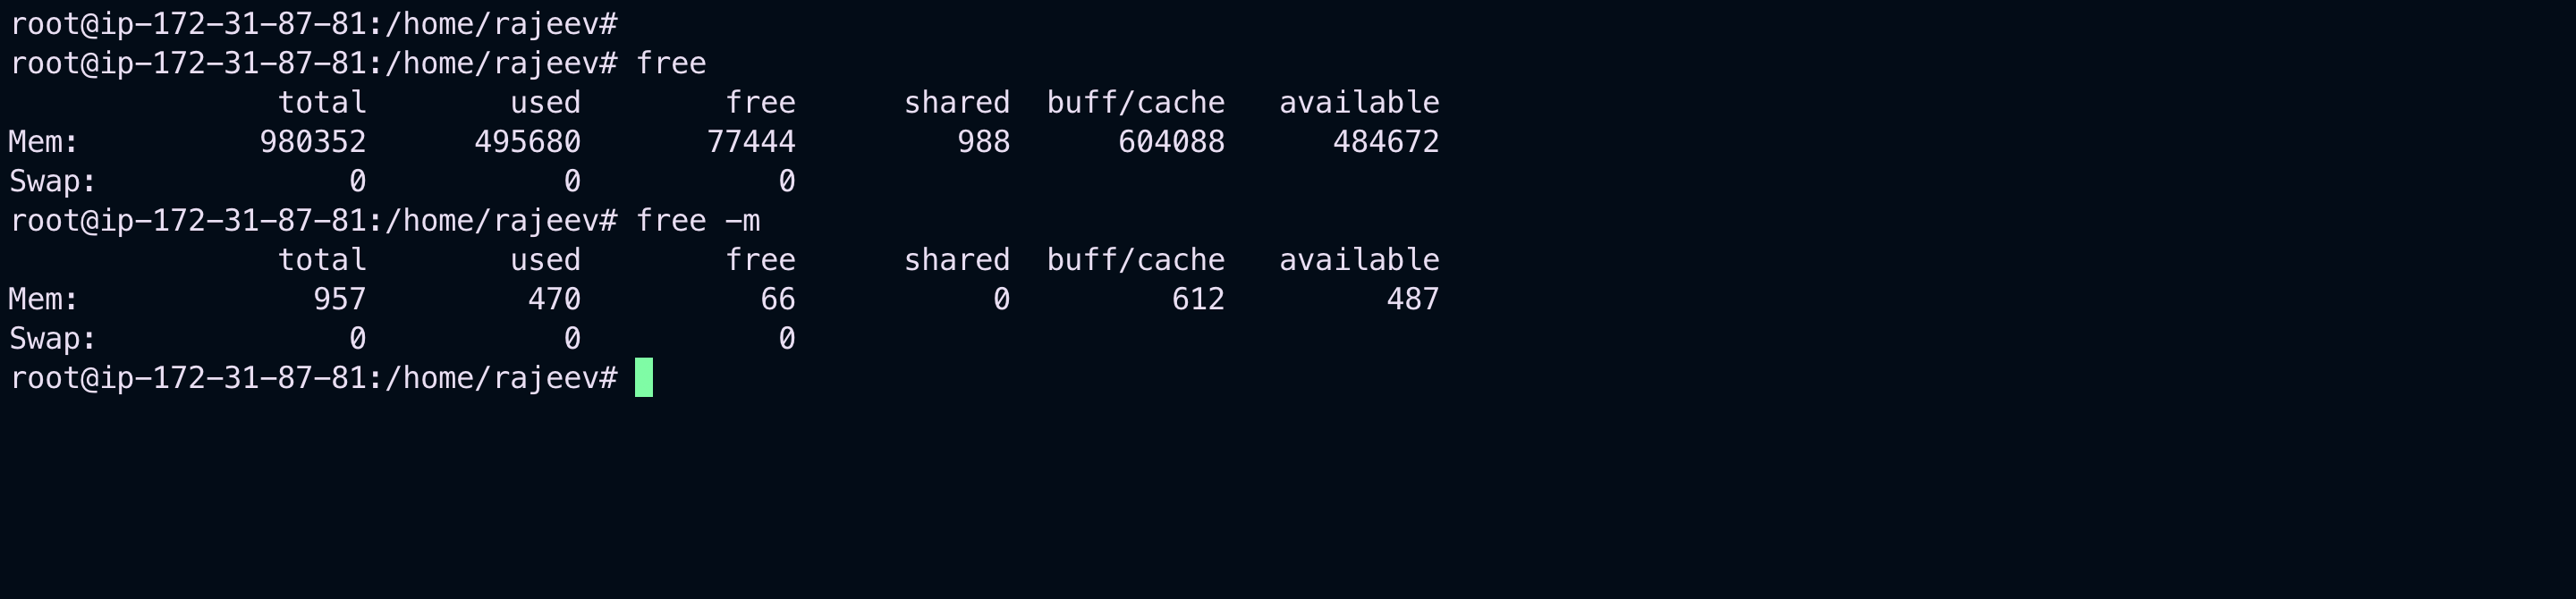 root@ip-172-31-87-81:/home/rajeev#
root@ip-172-31-87-81:/home/rajeev# free
               total        used        free      shared  buff/cache   available
Mem:          980352      495680       77444         988      604088      484672
Swap:              0           0           0
root@ip-172-31-87-81:/home/rajeev# free -m
               total        used        free      shared  buff/cache   available
Mem:             957         470          66           0         612         487
Swap:              0           0           0
root@ip-172-31-87-81:/home/rajeev#